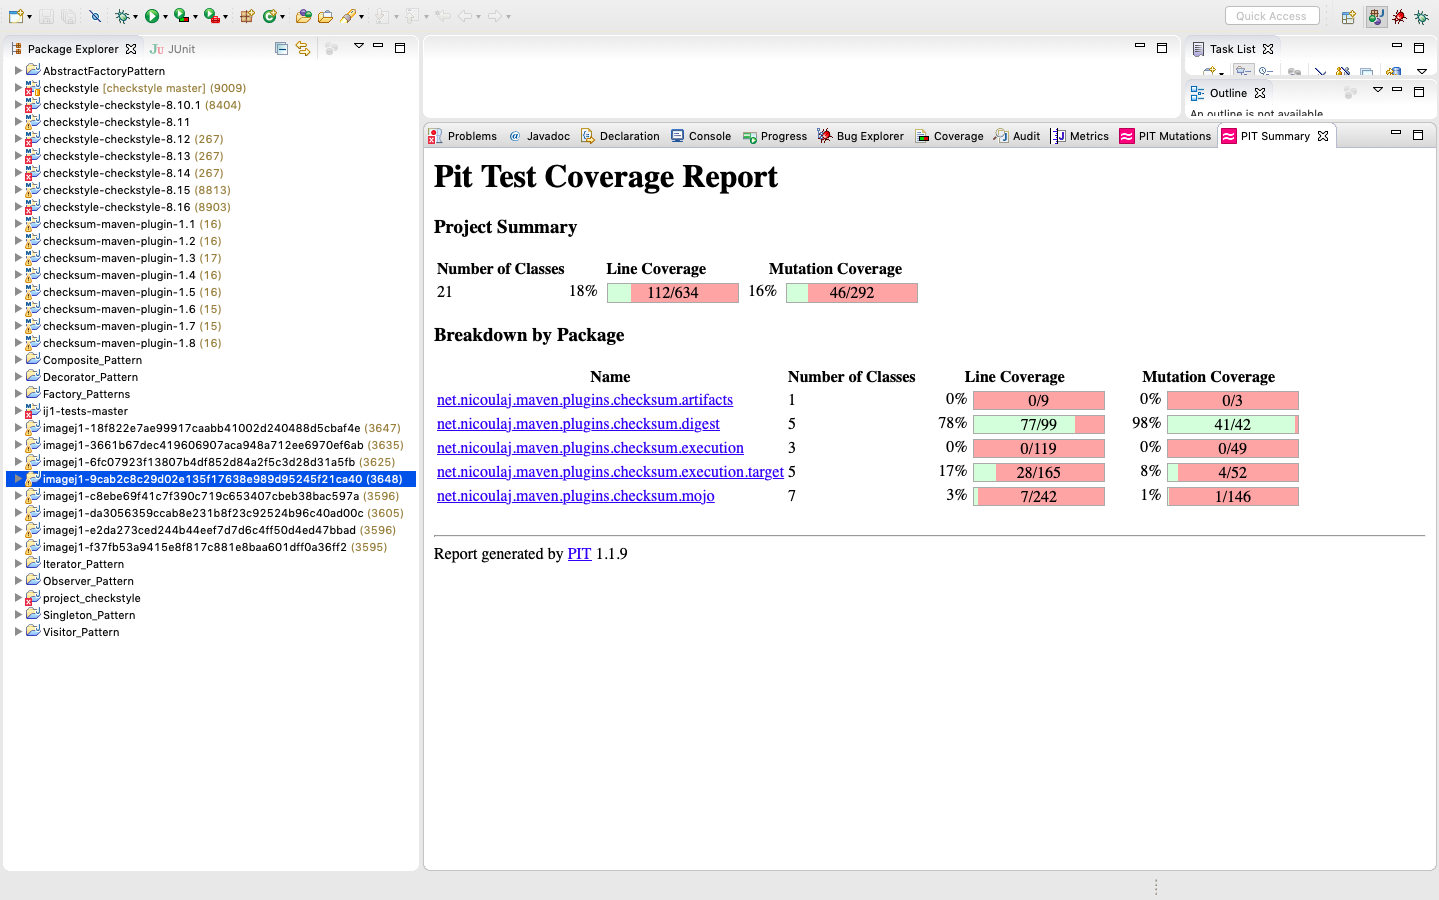 Quick Access
Package Explorer
JUnit
AbstractFactoryPattern
checkstyle [checkstyle master] (9009)
checkstyle-checkstyle-8.10.1 (8404)
checkstyle-checkstyle-8.11
checkstyle-checkstyle-8.12 (267)
checkstyle-checkstyle-8.13 (267)
checkstyle-checkstyle-8.14 (267)
checkstyle-checkstyle-8.15 (8813)
checkstyle-checkstyle-8.16 (8903)
checksum-maven-plugin-1.1 (16)
checksum-maven-plugin-1.2 (16)
checksum-maven-plugin-1.3 (17)
checksum-maven-plugin-1.4 (16)
checksum-maven-plugin-1.5 (16)
checksum-maven-plugin-1.6 (15)
checksum-maven-plugin-1.7 (15)
checksum-maven-plugin-1.8 (16)
Composite_Pattern
Decorator_Pattern
Factory_Patterns
ij1-tests-master
imagej1-18f822e7ae99917caabb41002d240488d5cbaf4e (3647)
imagej1-3661b67dec419606907aca948a712ee6970ef6ab (3635)
imagej1-6fc07923f13807b4df852d84a2f5c3d28d31a5fb (3625)
imagej1-9cab2c8c29d02e135f17638e989d95245f21ca40 (3648)
imagej1-c8ebe69f41c7f390c719c653407cbeb38bac597a (3596)
imagej1-da3056359ccab8e231b8f23c92524b96c40ad00c (3605)
imagej1-e2da273ced244b44eef7d7d6c4ff50d4ed47bbad (3596)
imagej1-f37fb53a9415e8f817c881e8baa601dff0a36ff2 (3595)
Iterator_Pattern
Observer_Pattern
project_checkstyle
Singleton_Pattern
Visitor_Pattern
Task List
Outline
An outline is not available.
Problems @ Javadoc Declaration Console Progress Bug Explorer Coverage Audit Metrics PIT Mutations PIT Summary
Pit Test Coverage Report
Project Summary
Number of Classes Line Coverage Mutation Coverage
21 18% 112/634 16% 46/292
Breakdown by Package
Name Number of Classes Line Coverage Mutation Coverage
net.nicoulaj.maven.plugins.checksum.artifacts 1 0% 0/9 0% 0/3
net.nicoulaj.maven.plugins.checksum.digest 5 78% 77/99 98% 41/42
net.nicoulaj.maven.plugins.checksum.execution 3 0% 0/119 0% 0/49
net.nicoulaj.maven.plugins.checksum.execution.target 5 17% 28/165 8% 4/52
net.nicoulaj.maven.plugins.checksum.mojo 7 3% 7/242 1% 1/146
Report generated by PIT 1.1.9